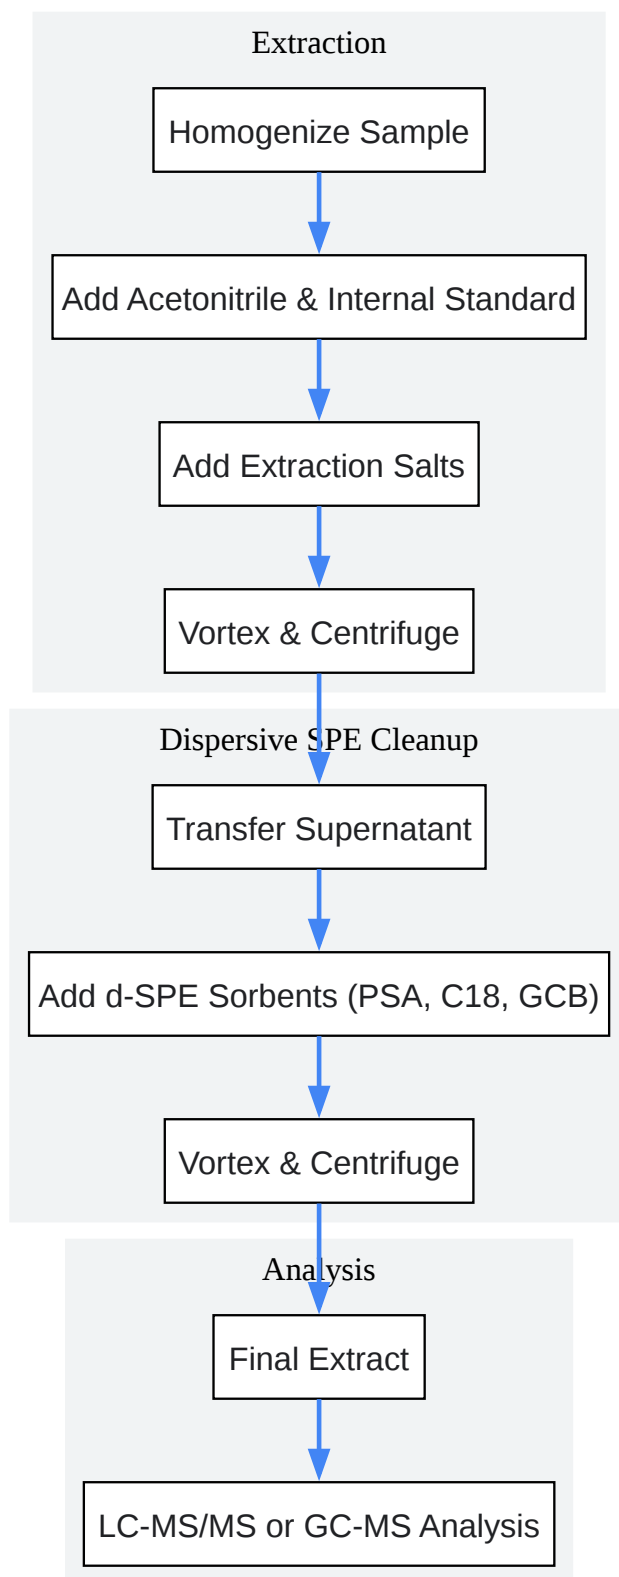 Extraction
Homogenize Sample
Add Acetonitrile & Internal Standard
Add Extraction Salts
Vortex & Centrifuge
Dispersive SPE Cleanup
Transfer Supernatant
Add d-SPE Sorbents (PSA, C18, GCB)
Vortex & Centrifuge
Analysis
Final Extract
LC-MS/MS or GC-MS Analysis